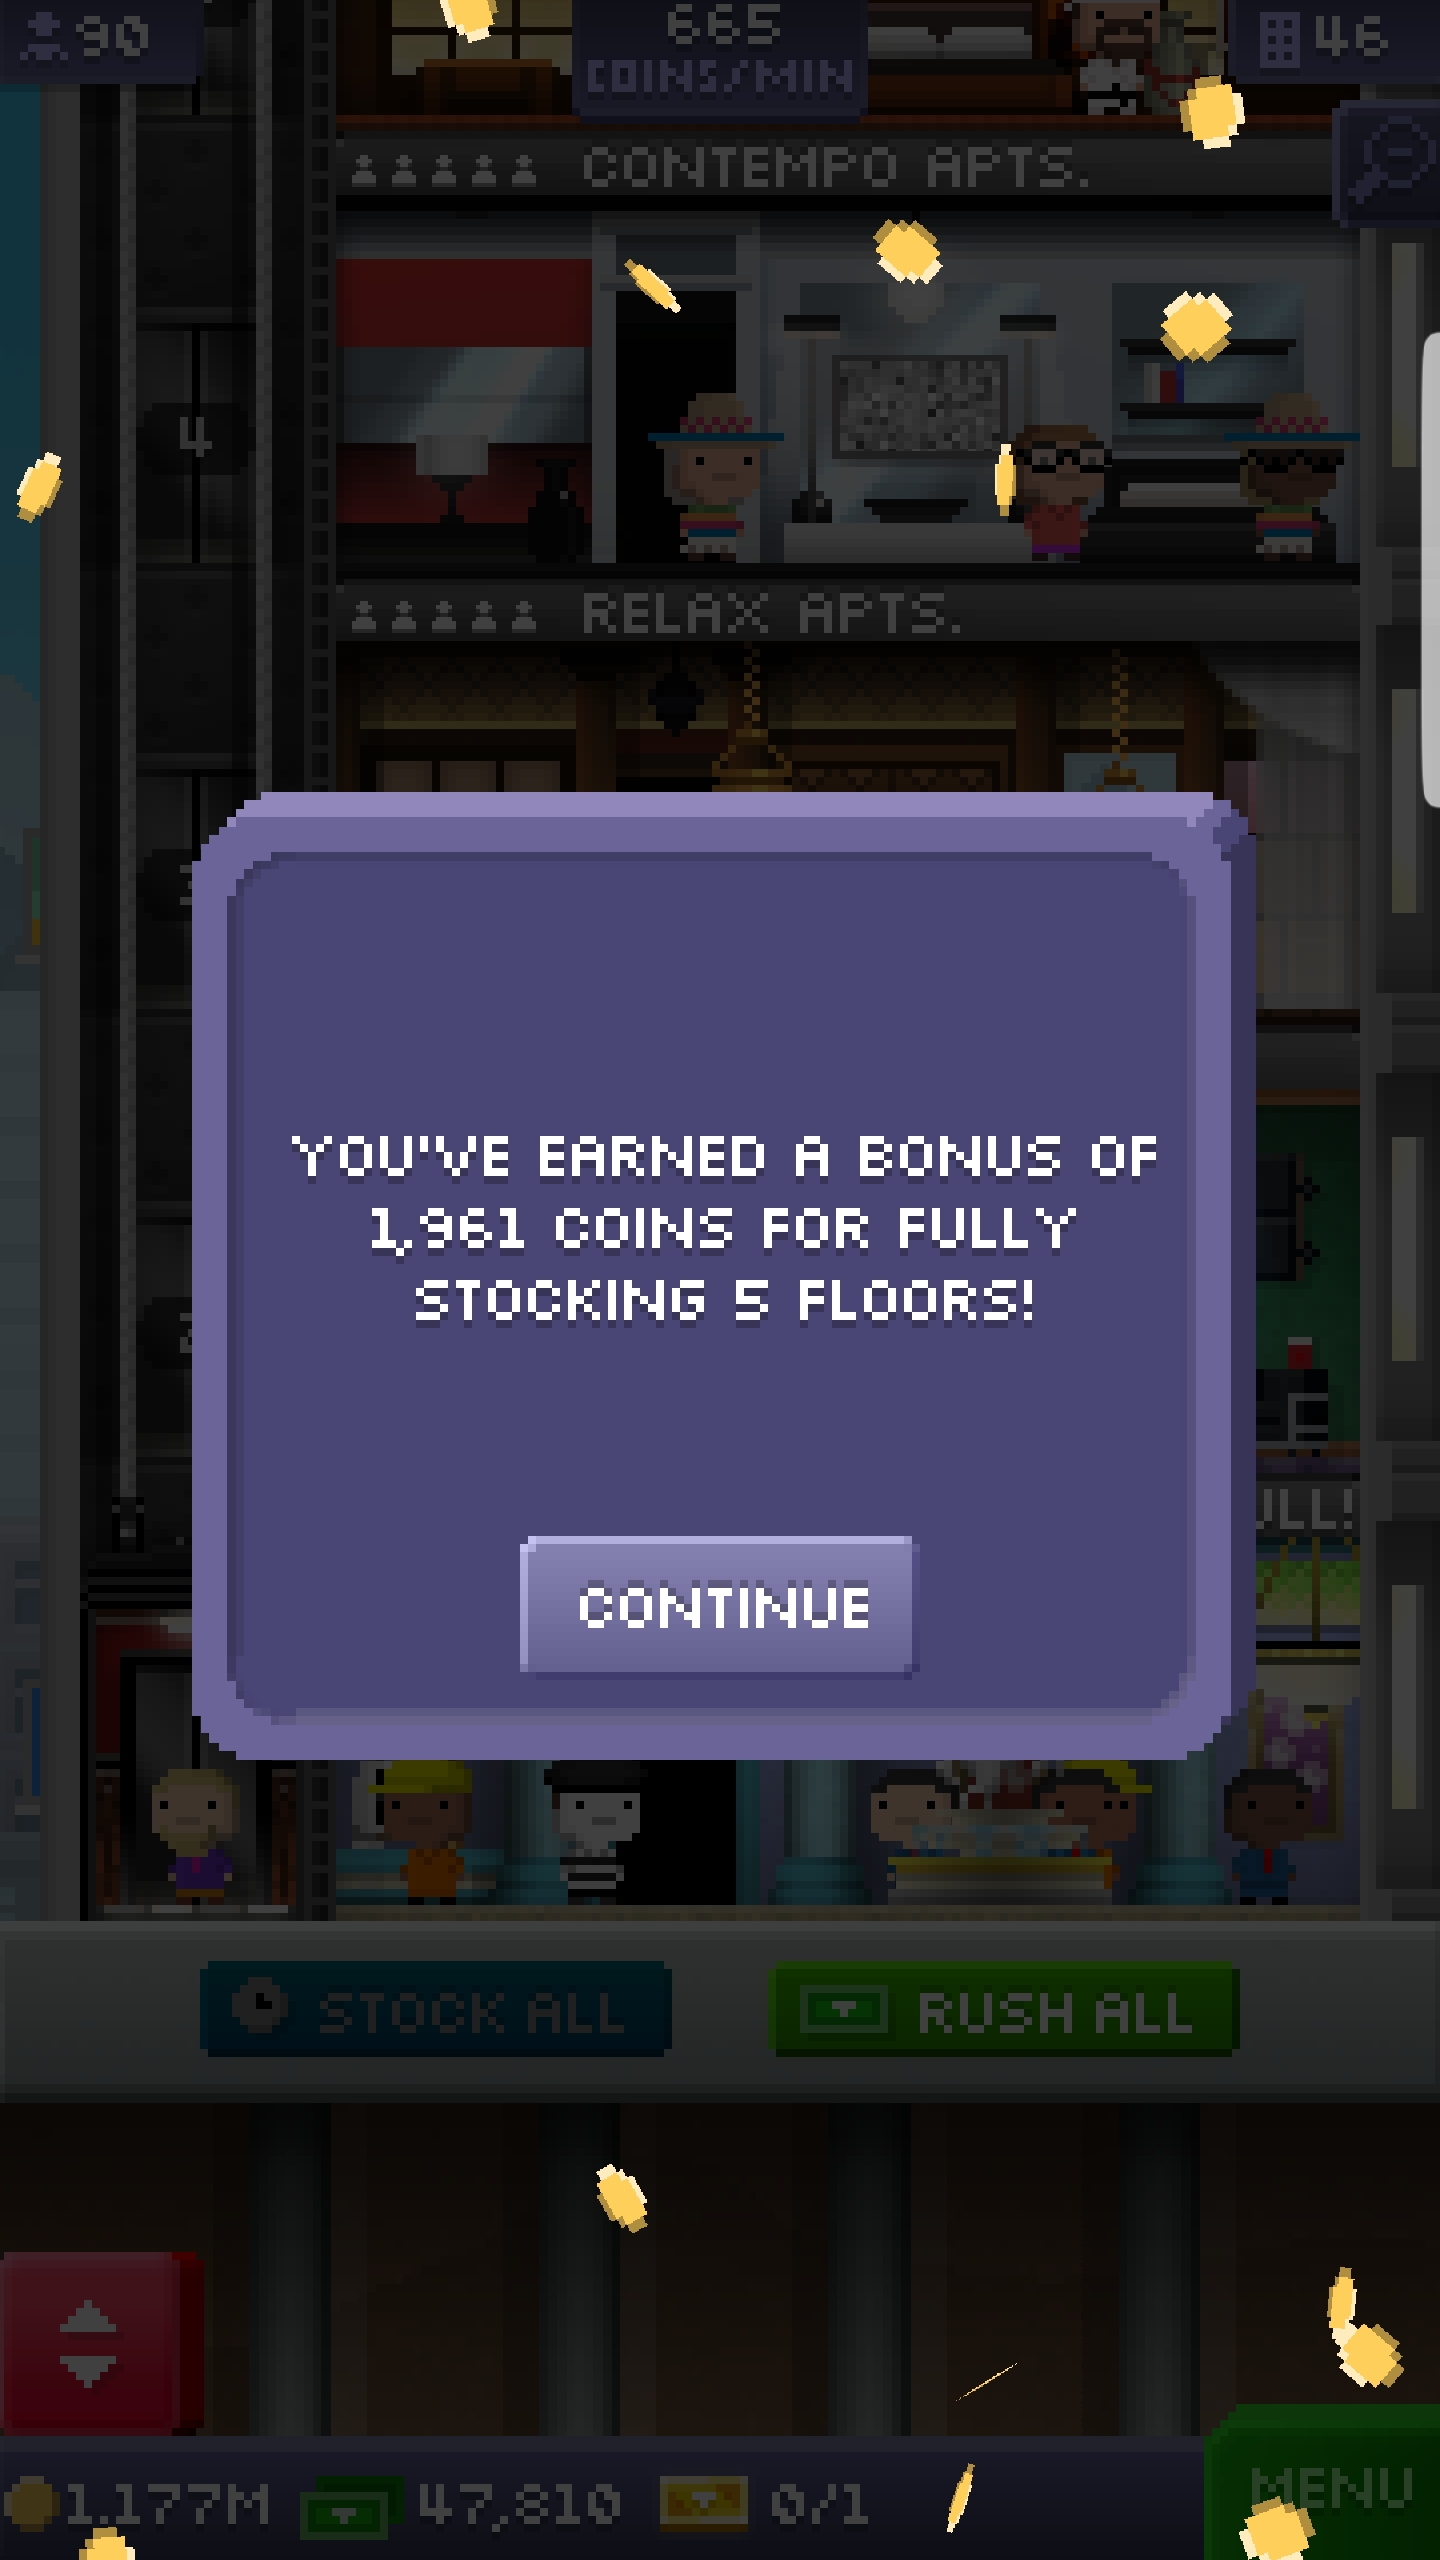 90
665
COINS/MIN
46
CONTEMPO APTS.
4
RELAX APTS.
YOU'VE EARNED A BONUS OF
1,961 COINS FOR FULLY
STOCKING 5 FLOORS!
CONTINUE
STOCK ALL
RUSH ALL
1.177M
47,810
0/1
MENU